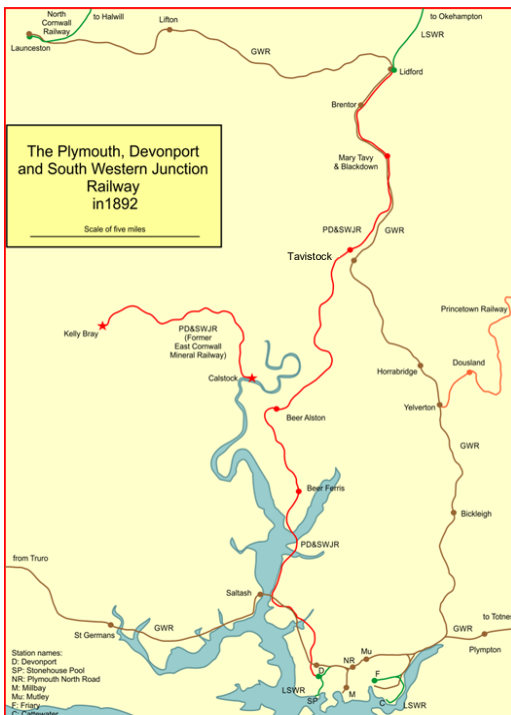 North
Cornwall
Railway
to Halwill
Launceston
Lifton
GWR
to Okehampton
LSWR
Lidford
Brentor
The Plymouth, Devonport
and South Western Junction
Railway
in1892
Scale of five miles
Mary Tavy
& Blackdown
PD&SWJR
GWR
Tavistock
Princetown Railway
Kelly Bray
PD&SWJR
(Former
East Cornwall
Mineral Railway)
Calstock
Dousland
Horrabridge
Yelverton
Beer Alston
GWR
Beer Ferris
Bickleigh
PD&SWJR
from Truro
Saltash
GWR
St Germans
GWR
to Totnes
Plympton
Mu
NR
D
F
M
C
SP
LSWR
LSWR
Station names:
D: Devonport
SP: Stonehouse Pool
NR: Plymouth North Road
M: Millbay
Mu: Mutley
F: Friary
C: Cattewater